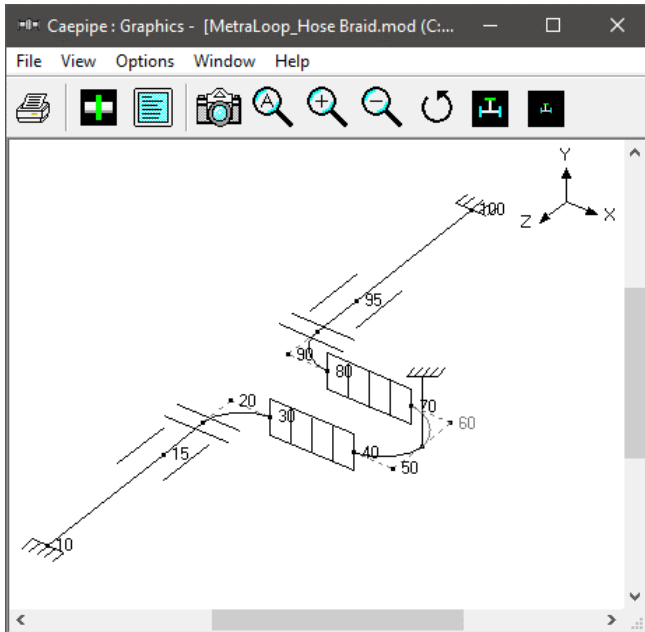 Caepipe : Graphics - [MetraLoop_Hose Braid.mod (C:...
File View Options Window Help
A
Y
X
Z
100
95
90
80
70
60
20
30
40
50
15
10